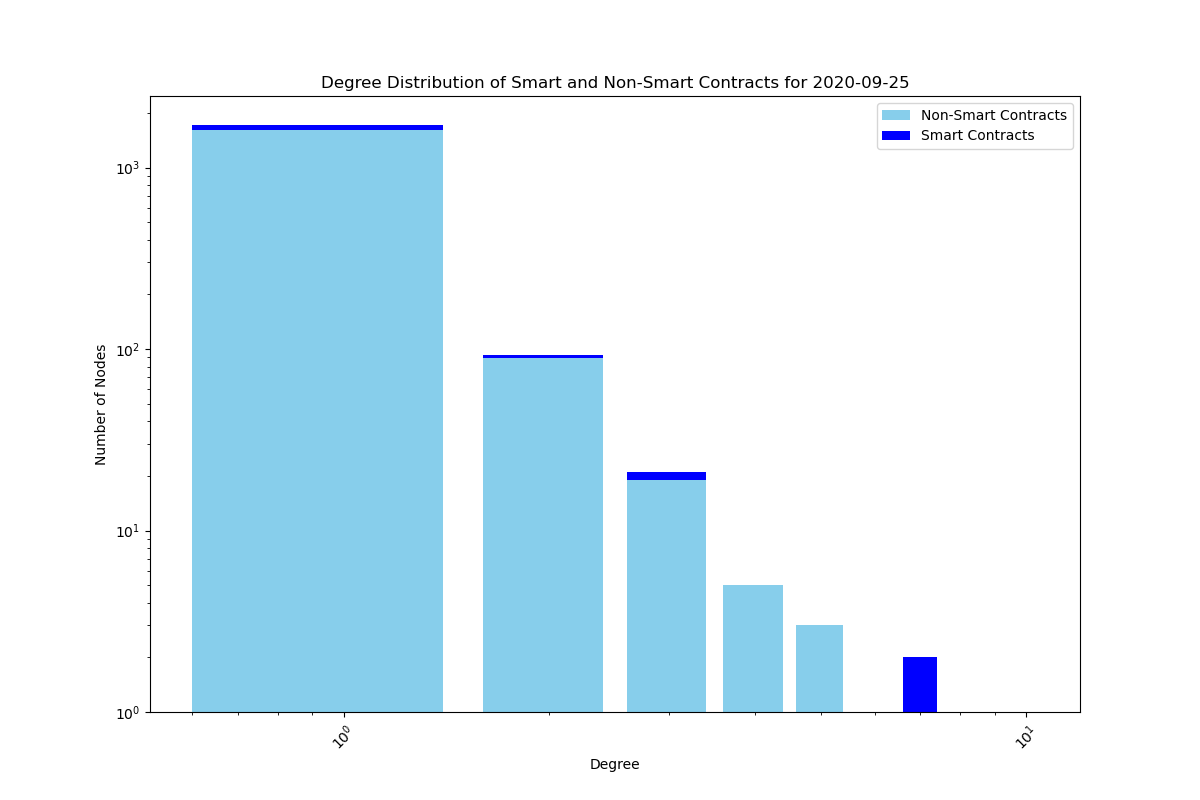 Degree Distribution of Smart and Non-Smart Contracts for 2020-09-25
Non-Smart Contracts
Smart Contracts
Number of Nodes
10³
10²
10¹
10⁰
10⁰
10¹
Degree